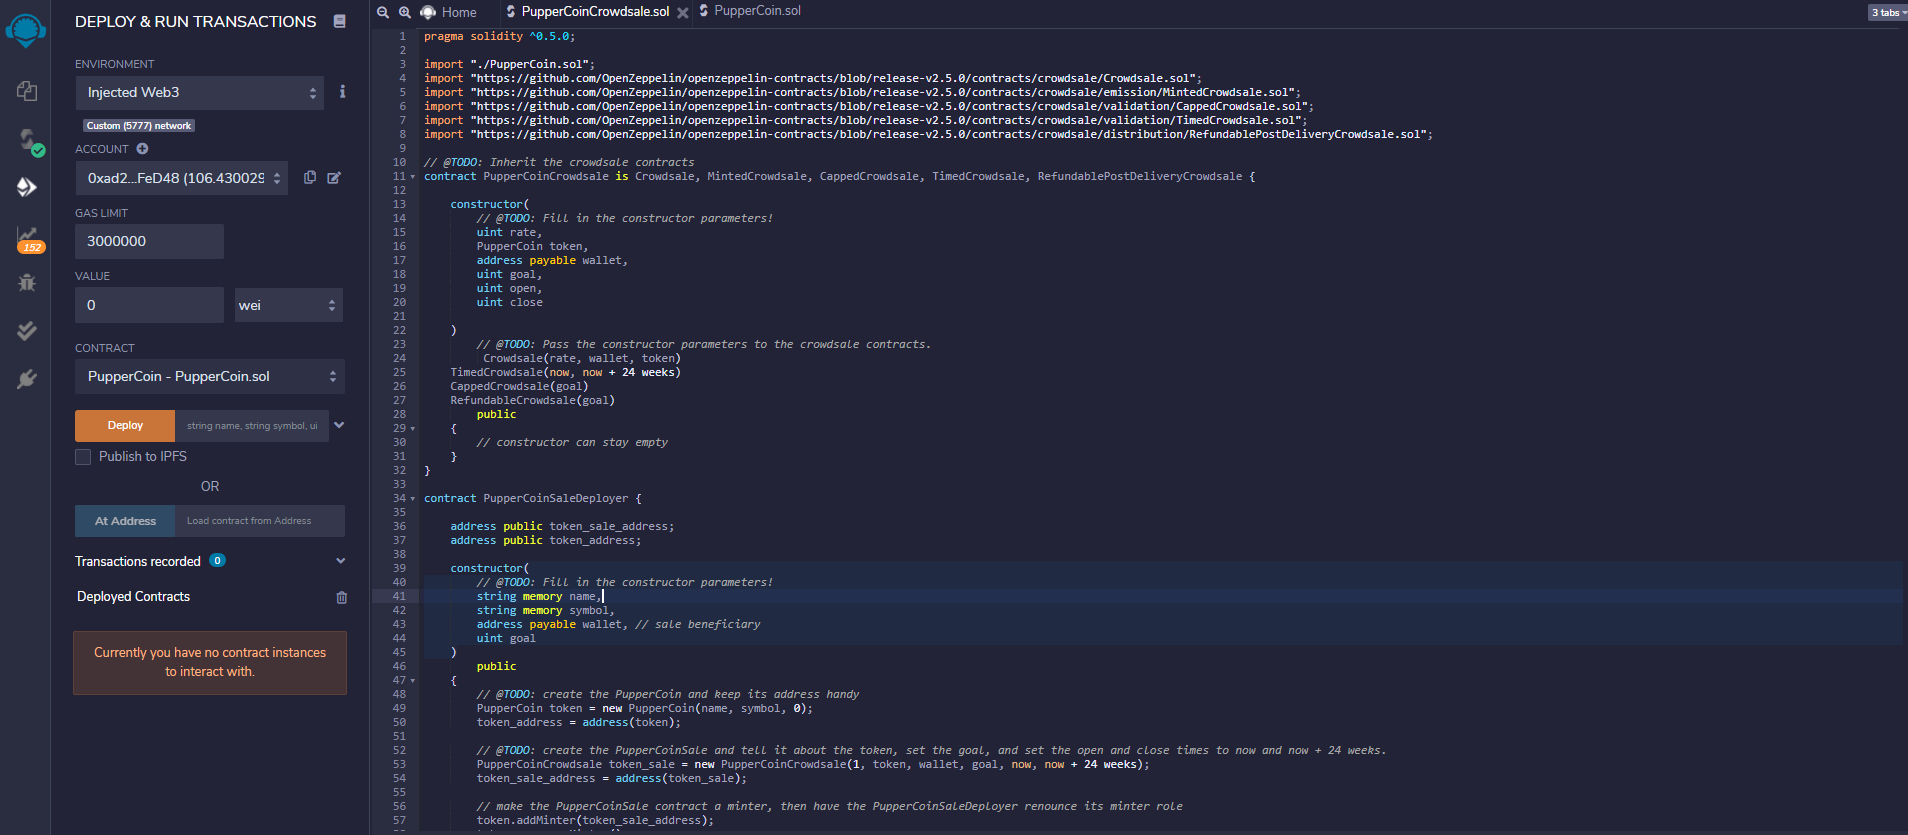 DEPLOY & RUN TRANSACTIONS
ENVIRONMENT
Injected Web3
Custom (5777) network
ACCOUNT
0xad2...FeD48 (106.430029
GAS LIMIT
3000000
VALUE
0
wei
CONTRACT
PupperCoin - PupperCoin.sol
Deploy
string name, string symbol, ui
Publish to IPFS
OR
At Address
Load contract from Address
Transactions recorded 0
Deployed Contracts
Currently you have no contract instances
to interact with.
152
Home
PupperCoinCrowdsale.sol
PupperCoin.sol
3 tabs
1 pragma solidity ^0.5.0;
2
3 import "./PupperCoin.sol";
4 import "https://github.com/OpenZeppelin/openzeppelin-contracts/blob/release-v2.5.0/contracts/crowdsale/Crowdsale.sol";
5 import "https://github.com/OpenZeppelin/openzeppelin-contracts/blob/release-v2.5.0/contracts/crowdsale/emission/MintedCrowdsale.sol";
6 import "https://github.com/OpenZeppelin/openzeppelin-contracts/blob/release-v2.5.0/contracts/crowdsale/validation/CappedCrowdsale.sol";
7 import "https://github.com/OpenZeppelin/openzeppelin-contracts/blob/release-v2.5.0/contracts/crowdsale/validation/TimedCrowdsale.sol";
8 import "https://github.com/OpenZeppelin/openzeppelin-contracts/blob/release-v2.5.0/contracts/crowdsale/distribution/RefundablePostDeliveryCrowdsale.sol";
9
10 // @TODO: Inherit the crowdsale contracts
11 contract PupperCoinCrowdsale is Crowdsale, MintedCrowdsale, CappedCrowdsale, TimedCrowdsale, RefundablePostDeliveryCrowdsale {
12
13 constructor(
14 // @TODO: Fill in the constructor parameters!
15 uint rate,
16 PupperCoin token,
17 address payable wallet,
18 uint goal,
19 uint open,
20 uint close
21
22 )
23 // @TODO: Pass the constructor parameters to the crowdsale contracts.
24 Crowdsale(rate, wallet, token)
25 TimedCrowdsale(now, now + 24 weeks)
26 CappedCrowdsale(goal)
27 RefundableCrowdsale(goal)
28 public
29 {
30 // constructor can stay empty
31 }
32 }
33
34 contract PupperCoinSaleDeployer {
35
36 address public token_sale_address;
37 address public token_address;
38
39 constructor(
40 // @TODO: Fill in the constructor parameters!
41 string memory name,
42 string memory symbol,
43 address payable wallet, // sale beneficiary
44 uint goal
45 )
46 public
47 {
48 // @TODO: create the PupperCoin and keep its address handy
49 PupperCoin token = new PupperCoin(name, symbol, 0);
50 token_address = address(token);
51
52 // @TODO: create the PupperCoinSale and tell it about the token, set the goal, and set the open and close times to now and now + 24 weeks.
53 PupperCoinCrowdsale token_sale = new PupperCoinCrowdsale(1, token, wallet, goal, now, now + 24 weeks);
54 token_sale_address = address(token_sale);
55
56 // make the PupperCoinSale contract a minter, then have the PupperCoinSaleDeployer renounce its minter role
57 token.addMinter(token_sale_address);